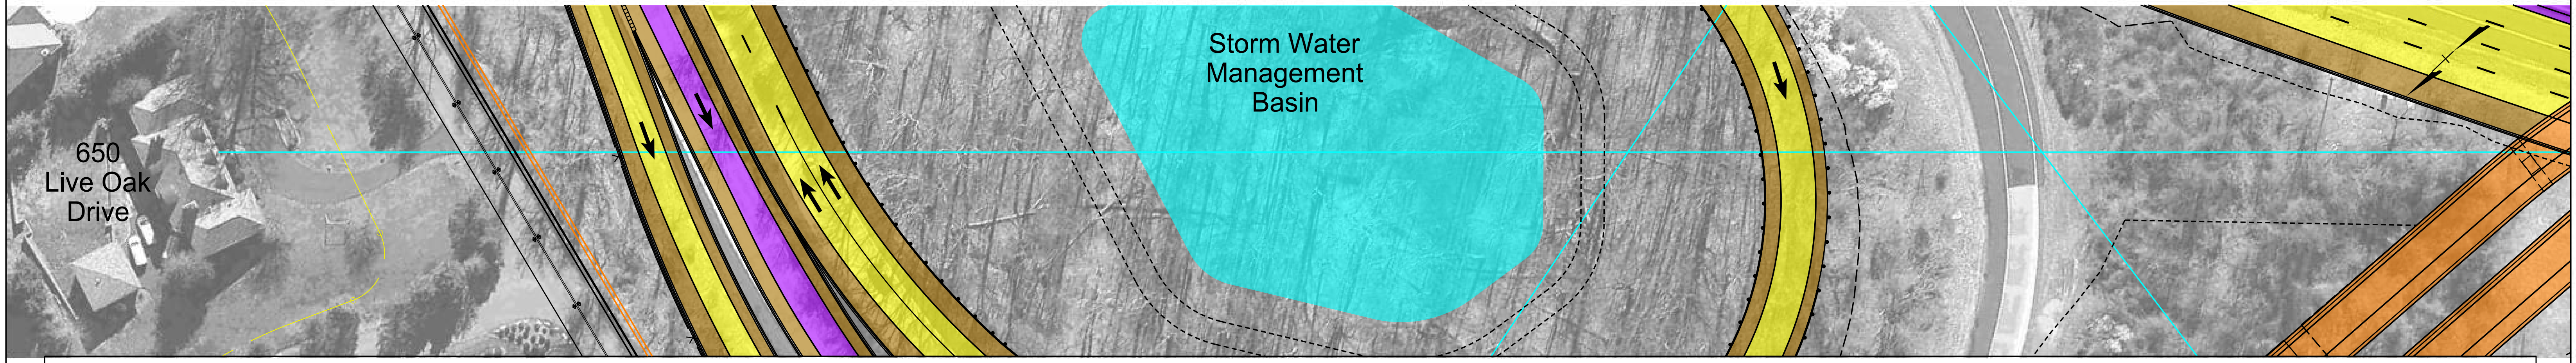 650
Live Oak
Drive
Storm Water
Management
Basin